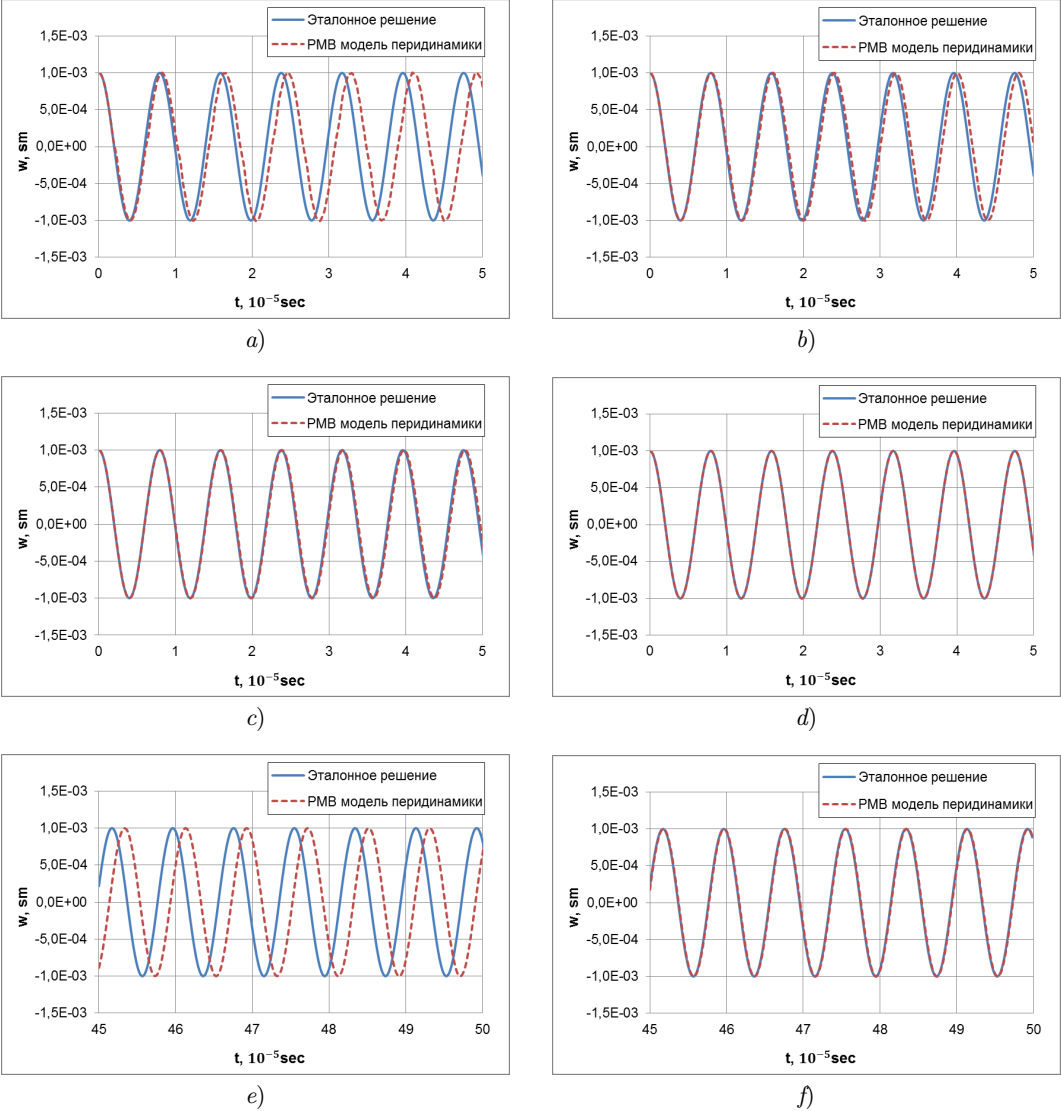 Эталонное решение
PMB модель перидинамики
1,5E-03
1,0E-03
5,0E-04
0,0E+00
-5,0E-04
-1,0E-03
-1,5E-03
w, sm
0 1 2 3 4 5
t, 10⁻⁵sec
a)
Эталонное решение
PMB модель перидинамики
1,5E-03
1,0E-03
5,0E-04
0,0E+00
-5,0E-04
-1,0E-03
-1,5E-03
w, sm
0 1 2 3 4 5
t, 10⁻⁵sec
b)
Эталонное решение
PMB модель перидинамики
1,5E-03
1,0E-03
5,0E-04
0,0E+00
-5,0E-04
-1,0E-03
-1,5E-03
w, sm
0 1 2 3 4 5
t, 10⁻⁵sec
c)
Эталонное решение
PMB модель перидинамики
1,5E-03
1,0E-03
5,0E-04
0,0E+00
-5,0E-04
-1,0E-03
-1,5E-03
w, sm
0 1 2 3 4 5
t, 10⁻⁵sec
d)
Эталонное решение
PMB модель перидинамики
1,5E-03
1,0E-03
5,0E-04
0,0E+00
-5,0E-04
-1,0E-03
-1,5E-03
w, sm
45 46 47 48 49 50
t, 10⁻⁵sec
e)
Эталонное решение
PMB модель перидинамики
1,5E-03
1,0E-03
5,0E-04
0,0E+00
-5,0E-04
-1,0E-03
-1,5E-03
w, sm
45 46 47 48 49 50
t, 10⁻⁵sec
f)